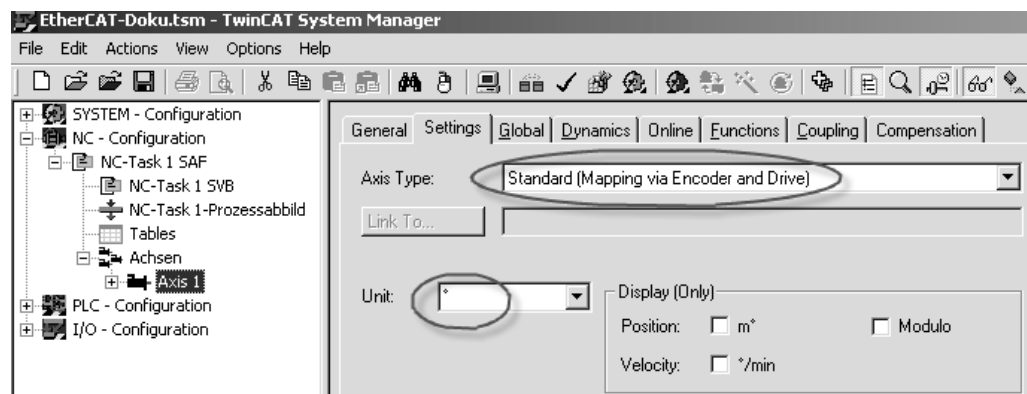 EtherCAT-Doku.tsm - TwinCAT System Manager
File Edit Actions View Options Help
SYSTEM - Configuration
NC - Configuration
NC-Task 1 SAF
NC-Task 1 SVB
NC-Task 1-Prozessabbild
Tables
Achsen
Axis 1
PLC - Configuration
I/O - Configuration
General Settings Global Dynamics Online Functions Coupling Compensation
Axis Type: Standard (Mapping via Encoder and Drive)
Link To...
Unit: °
Display (Only)
Position: m° Modulo
Velocity: °/min